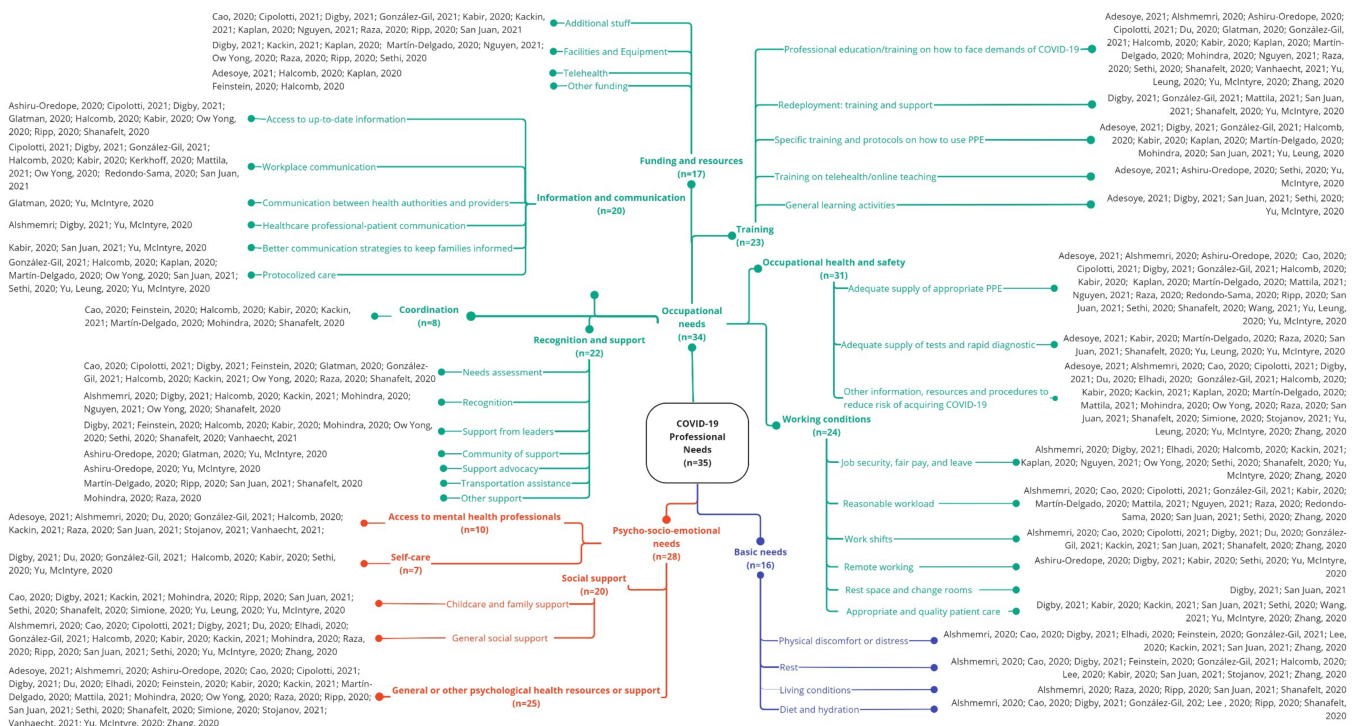 Cao, 2020; Cipolotti, 2021; Digby, 2021; González-Gil, 2021; Kabir, 2020; Kackin,
2021; Kaplan, 2020; Nguyen, 2021; Raza, 2020; Ripp, 2020; San Juan, 2021
Additional stuff
Digby, 2021; Kackin, 2021; Kaplan, 2020; Martín-Delgado, 2020; Nguyen, 2021;
Ow Yong, 2020; Raza, 2020; Ripp, 2020; Sethi, 2020
Facilities and Equipment
Adesoye, 2021; Halcomb, 2020; Kaplan, 2020
Telehealth
Feinstein, 2020; Halcomb, 2020
Other funding
Funding and resources
(n=17)
Ashiru-Oredope, 2020; Cipolotti, 2021; Digby, 2021;
Glatman, 2020; Halcomb, 2020; Kabir, 2020; Ow Yong,
2020; Ripp, 2020; Shanafelt, 2020
Access to up-to-date information
Cipolotti, 2021; Digby, 2021; González-Gil, 2021;
Halcomb, 2020; Kabir, 2020; Kerkhoff, 2020; Mattila,
2021; Ow Yong, 2020; Redondo-Sama, 2020; San Juan,
2021
Workplace communication
Glatman, 2020; Yu, McIntyre, 2020
Communication between health authorities and providers
Alshmemri; Digby, 2021; Yu, McIntyre, 2020
Healthcare professional-patient communication
Kabir, 2020; San Juan, 2021; Yu, McIntyre, 2020
Better communication strategies to keep families informed
González-Gil, 2021; Halcomb, 2020; Kaplan, 2020;
Martín-Delgado, 2020; Ow Yong, 2020; San Juan, 2021;
Sethi, 2020; Yu, Leung, 2020; Yu, McIntyre, 2020
Protocolized care
Information and communication
(n=20)
Cao, 2020; Feinstein, 2020; Halcomb, 2020; Kabir, 2020; Kackin,
2021; Martín-Delgado, 2020; Mohindra, 2020; Shanafelt, 2020
Coordination
(n=8)
Recognition and support
(n=22)
Cao, 2020; Cipolotti, 2021; Digby, 2021; Feinstein, 2020; Glatman, 2020; González-
Gil, 2021; Halcomb, 2020; Kackin, 2021; Ow Yong, 2020; Raza, 2020; Shanafelt, 2020
Needs assessment
Alshmemri, 2020; Digby, 2021; Halcomb, 2020; Kackin, 2021; Mohindra, 2020;
Nguyen, 2021; Ow Yong, 2020; Shanafelt, 2020
Recognition
Digby, 2021; Feinstein, 2020; Halcomb, 2020; Kabir, 2020; Mohindra, 2020; Ow Yong,
2020; Sethi, 2020; Shanafelt, 2020; Vanhaecht, 2021
Support from leaders
Ashiru-Oredope, 2020; Glatman, 2020; Yu, McIntyre, 2020
Community of support
Ashiru-Oredope, 2020; Yu, McIntyre, 2020
Support advocacy
Martín-Delgado, 2020; Ripp, 2020; San Juan, 2021; Shanafelt, 2020
Transportation assistance
Mohindra, 2020; Raza, 2020
Other support
Adesoye, 2021; Alshmemri, 2020; Du, 2020; González-Gil, 2021; Halcomb, 2020;
Kackin, 2021; Raza, 2020; San Juan, 2021; Stojanov, 2021; Vanhaecht, 2021;
Access to mental health professionals
(n=10)
Digby, 2021; Du, 2020; González-Gil, 2021; Halcomb, 2020; Kabir, 2020; Sethi,
2020; Yu, McIntyre, 2020
Self-care
(n=7)
Social support
(n=20)
Cao, 2020; Digby, 2021; Kackin, 2021; Mohindra, 2020; Ripp, 2020; San Juan, 2021;
Sethi, 2020; Shanafelt, 2020; Simione, 2020; Yu, Leung, 2020; Yu, McIntyre, 2020
Childcare and family support
Alshmemri, 2020; Cao, 2020; Cipolotti, 2021; Digby, 2021; Du, 2020; Elhadi, 2020;
González-Gil, 2021; Halcomb, 2020; Kabir, 2020; Kackin, 2021; Mohindra, 2020; Raza,
2020; Ripp, 2020; San Juan, 2021; Sethi, 2020; Yu, McIntyre, 2020; Zhang, 2020
General social support
Adesoye, 2021; Alshmemri, 2020; Ashiru-Oredope, 2020; Cao, 2020; Cipolotti, 2021;
Digby, 2021; Du, 2020; Elhadi, 2020; Feinstein, 2020; Kabir, 2020; Kackin, 2021; Martín-
Delgado, 2020; Mattila, 2021; Mohindra, 2020; Ow Yong, 2020; Raza, 2020; Ripp, 2020;
San Juan, 2021; Sethi, 2020; Shanafelt, 2020; Simione, 2020; Stojanov, 2021;
Vanhaecht, 2021; Yu, McIntyre, 2020; Zhang, 2020
General or other psychological health resources or support
(n=25)
Psycho-socio-emotional
needs
(n=28)
COVID-19
Professional
Needs
(n=35)
Occupational
needs
(n=34)
Training
(n=23)
Professional education/training on how to face demands of COVID-19
Adesoye, 2021; Alshmemri, 2020; Ashiru-Oredope, 2020;
Cipolotti, 2021; Du, 2020; Glatman, 2020; González-Gil,
2021; Halcomb, 2020; Kabir, 2020; Kaplan, 2020; Martín-
Delgado, 2020; Mohindra, 2020; Nguyen, 2021; Raza,
2020; Sethi, 2020; Shanafelt, 2020; Vanhaecht, 2021; Yu,
Leung, 2020; Yu, McIntyre, 2020; Zhang, 2020
Redeployment: training and support
Digby, 2021; González-Gil, 2021; Mattila, 2021; San Juan,
2021; Shanafelt, 2020; Yu, McIntyre, 2020
Specific training and protocols on how to use PPE
Adesoye, 2021; Digby, 2021; González-Gil, 2021; Halcomb,
2020; Kabir, 2020; Kaplan, 2020; Martín-Delgado, 2020;
Mohindra, 2020; San Juan, 2021; Yu, Leung, 2020
Training on telehealth/online teaching
Adesoye, 2021; Ashiru-Oredope, 2020; Sethi, 2020; Yu,
McIntyre, 2020
General learning activities
Adesoye, 2021; Digby, 2021; San Juan, 2021; Sethi, 2020;
Yu, McIntyre, 2020
Occupational health and safety
(n=31)
Adequate supply of appropriate PPE
Adesoye, 2021; Alshmemri, 2020; Ashiru-Oredope, 2020; Cao, 2020;
Cipolotti, 2021; Digby, 2021; González-Gil, 2021; Halcomb, 2020;
Kabir, 2020; Kaplan, 2020; Martín-Delgado, 2020; Mattila, 2021;
Nguyen, 2021; Raza, 2020; Redondo-Sama, 2020; Ripp, 2020; San
Juan, 2021; Sethi, 2020; Shanafelt, 2020; Wang, 2021; Yu, Leung,
2020; Yu, McIntyre, 2020
Adequate supply of tests and rapid diagnostic
Adesoye, 2021; Kabir, 2020; Martín-Delgado, 2020; Raza, 2020; San
Juan, 2021; Shanafelt, 2020; Yu, Leung, 2020; Yu, McIntyre, 2020
Other information, resources and procedures to
reduce risk of acquiring COVID-19
Adesoye, 2021; Alshmemri, 2020; Cao, 2020; Cipolotti, 2021; Digby,
2021; Du, 2020; Elhadi, 2020; González-Gil, 2021; Halcomb, 2020;
Kabir, 2020; Kackin, 2021; Kaplan, 2020; Martín-Delgado, 2020;
Mattila, 2021; Mohindra, 2020; Ow Yong, 2020; Raza, 2020; San
Juan, 2021; Shanafelt, 2020; Simione, 2020; Stojanov, 2021; Yu,
Leung, 2020; Yu, McIntyre, 2020; Zhang, 2020
Working conditions
(n=24)
Job security, fair pay, and leave
Alshmemri, 2020; Digby, 2021; Elhadi, 2020; Halcomb, 2020; Kackin, 2021;
Kaplan, 2020; Nguyen, 2021; Ow Yong, 2020; Sethi, 2020; Shanafelt, 2020; Yu,
McIntyre, 2020; Zhang, 2020
Reasonable workload
Alshmemri, 2020; Cao, 2020; Cipolotti, 2021; González-Gil, 2021; Kabir, 2020;
Martín-Delgado, 2020; Mattila, 2021; Nguyen, 2021; Raza, 2020; Redondo-
Sama, 2020; San Juan, 2021; Sethi, 2020; Zhang, 2020
Work shifts
Alshmemri, 2020; Cao, 2020; Cipolotti, 2021; Digby, 2021; Du, 2020; González-
Gil, 2021; Kackin, 2021; San Juan, 2021; Shanafelt, 2020; Zhang, 2020
Remote working
Ashiru-Oredope, 2020; Digby, 2021; Kabir, 2020; Sethi, 2020; Yu, McIntyre,
2020
Rest space and change rooms
Digby, 2021; San Juan, 2021
Appropriate and quality patient care
Digby, 2021; Kabir, 2020; Kackin, 2021; San Juan, 2021; Sethi, 2020; Wang,
2021; Yu, McIntyre, 2020; Zhang, 2020
Basic needs
(n=16)
Physical discomfort or distress
Alshmemri, 2020; Cao, 2020; Digby, 2021; Elhadi, 2020; Feinstein, 2020; González-Gil, 2021; Lee,
2020; Kackin, 2021; San Juan, 2021; Zhang, 2020
Rest
Alshmemri, 2020; Cao, 2020; Digby, 2021; Feinstein, 2020; González-Gil, 2021; Halcomb, 2020;
Lee, 2020; Kabir, 2020; San Juan, 2021; Stojanov, 2021; Zhang, 2020
Living conditions
Alshmemri, 2020; Raza, 2020; Ripp, 2020; San Juan, 2021; Shanafelt, 2020
Diet and hydration
Alshmemri, 2020; Cao, 2020; Digby, 2021; González-Gil, 202; Lee , 2020; Ripp, 2020; Shanafelt,
2020